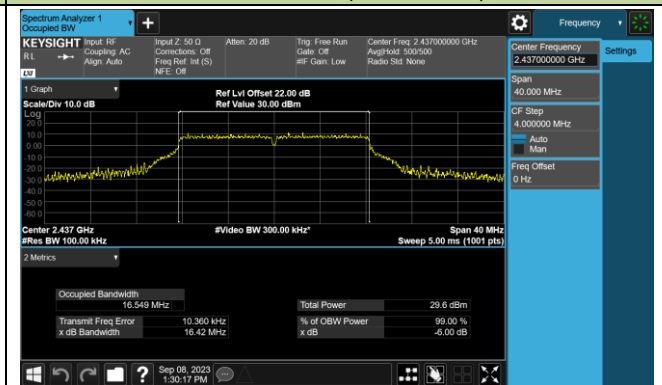 Spectrum Analyzer 1
Occupied BW
Frequency
KEYSIGHT Input: RF
RL
Coupling: AC
Align: Auto
LXI
Input Z: 50 Ω
Corrections: Off
Freq Ref: Int (S)
NFE: Off
Atten: 20 dB
Trig: Free Run
Gate: Off
#IF Gain: Low
Center Freq: 2.437000000 GHz
Avg|Hold: 500/500
Radio Std: None
Center Frequency
2.437000000 GHz
Settings
Span
40.000 MHz
CF Step
4.000000 MHz
Auto
Man
Freq Offset
0 Hz
1 Graph
Scale/Div 10.0 dB
Ref Lvl Offset 22.00 dB
Ref Value 30.00 dBm
Log
20.0
10.0
0.00
-10.0
-20.0
-30.0
-40.0
-50.0
-60.0
Center 2.437 GHz
#Res BW 100.00 kHz
#Video BW 300.00 kHz*
Span 40 MHz
Sweep 5.00 ms (1001 pts)
2 Metrics
Occupied Bandwidth
16.549 MHz
Total Power 29.6 dBm
Transmit Freq Error 10.360 kHz
% of OBW Power 99.00 %
x dB Bandwidth 16.42 MHz
x dB -6.00 dB
Sep 08, 2023
1:30:17 PM